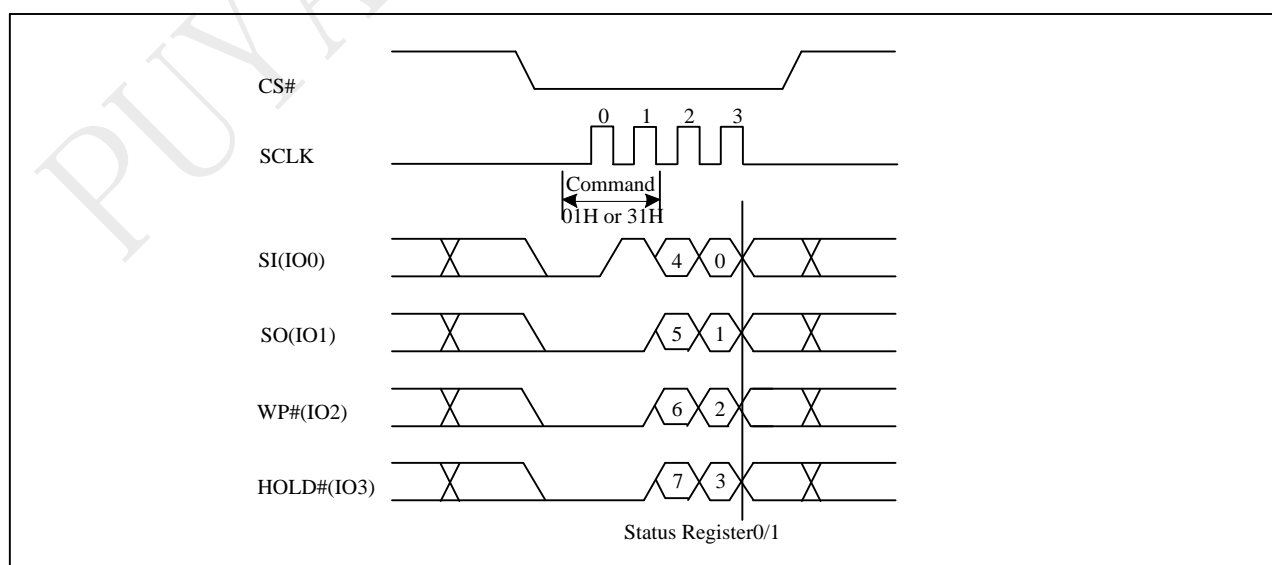 PUYA
CS#
0 1 2 3
SCLK
Command
01H or 31H
SI(IO0)
4 0
SO(IO1)
5 1
WP#(IO2)
6 2
HOLD#(IO3)
7 3
Status Register0/1